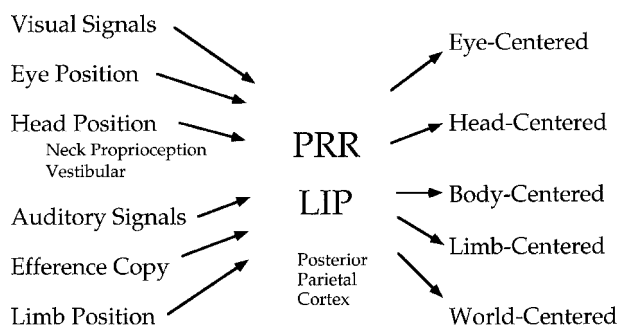 Visual Signals
Eye Position
Head Position
Neck Proprioception
Vestibular
Auditory Signals
Efference Copy
Limb Position
PRR
LIP
Posterior
Parietal
Cortex
Eye-Centered
Head-Centered
Body-Centered
Limb-Centered
World-Centered